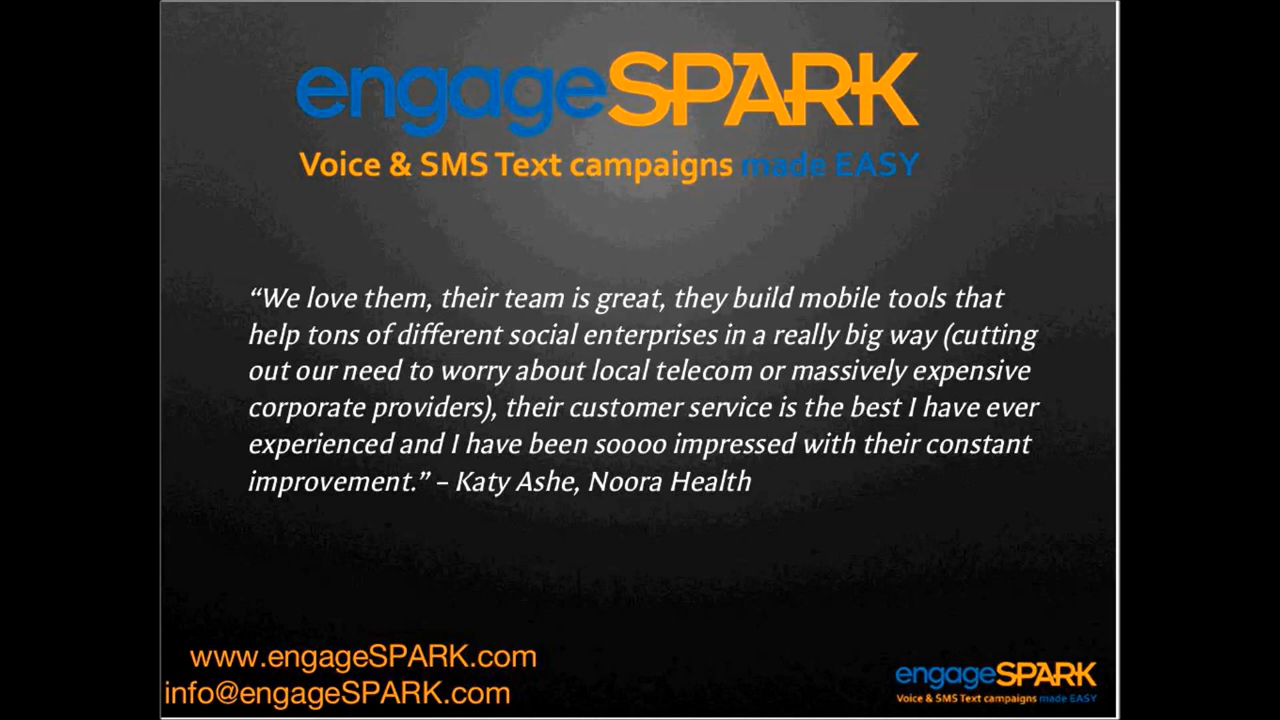 engageSPARK
Voice & SMS Text campaigns made EASY
“We love them, their team is great, they build mobile tools that
help tons of different social enterprises in a really big way (cutting
out our need to worry about local telecom or massively expensive
corporate providers), their customer service is the best I have ever
experienced and I have been soooo impressed with their constant
improvement.” – Katy Ashe, Noora Health
www.engageSPARK.com
info@engageSPARK.com
engageSPARK
Voice & SMS Text campaigns made EASY